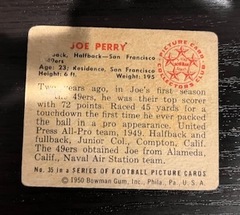 JOE PERRY
Back, Halfback—San Francisco
49ers
Age: 23; Residence, San Francisco
Height: 6 ft. Weight: 195
PICTURE CARD
COLLECTORS CLUB
Two years ago, in Joe's first season
with the 49ers, he was their top scorer
with 72 points. Raced 45 yards for a
touchdown the first time he ever packed
the ball in a pro appearance. United
Press All-Pro team, 1949. Halfback and
fullback, Junior Col., Compton, Calif.
The 49ers obtained Joe from Alameda,
Calif., Naval Air Station team.
No. 35 in a SERIES OF FOOTBALL PICTURE CARDS
©1950 Bowman Gum, Inc., Phila., Pa., U. S. A.